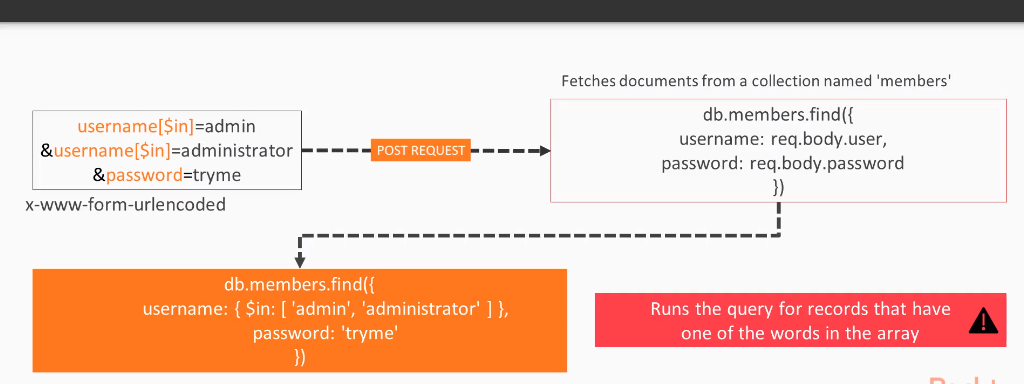 Fetches documents from a collection named 'members'
username[$in]=admin
&username[$in]=administrator
&password=tryme
x-www-form-urlencoded
POST REQUEST
db.members.find({
username: req.body.user,
password: req.body.password
})
db.members.find({
username: { $in: [ 'admin', 'administrator' ] },
password: 'tryme'
})
Runs the query for records that have
one of the words in the array